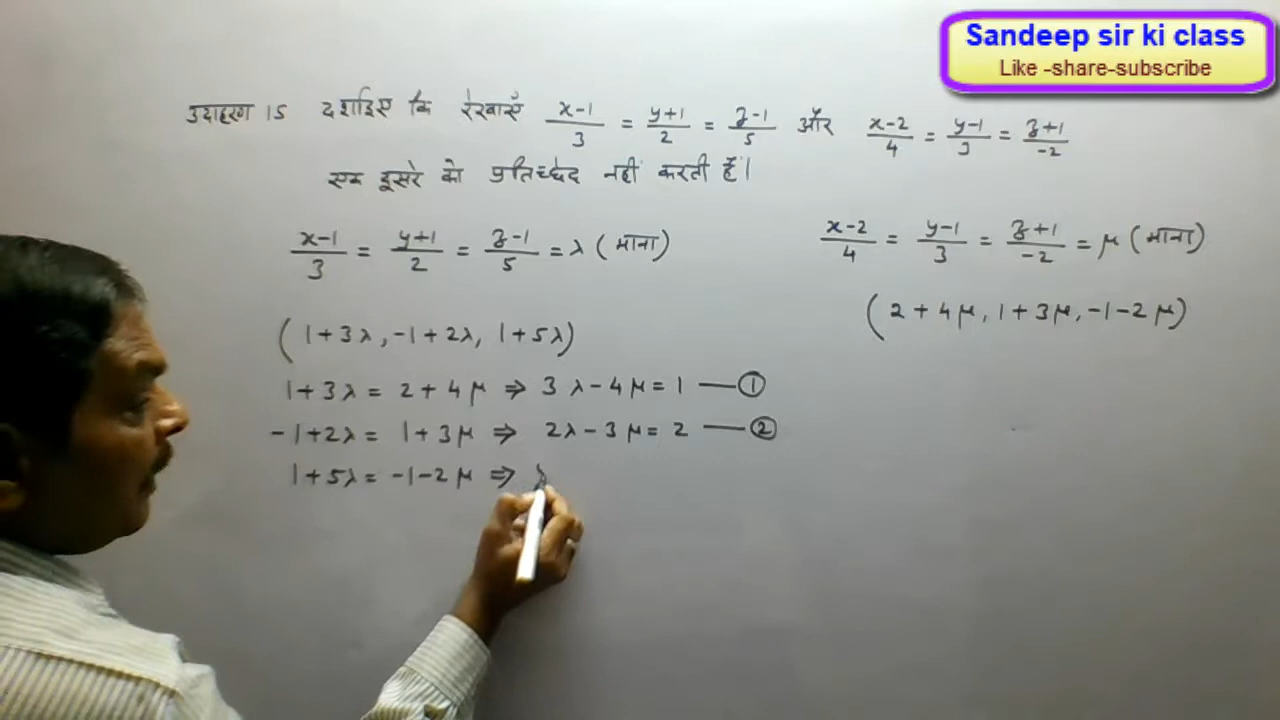 Sandeep sir ki class
Like -share-subscribe
उदाहरण 15 दर्शाइए कि रेखाएँ (x-1)/3 = (y+1)/2 = (z-1)/5 और (x-2)/4 = (y-1)/3 = (z+1)/-2
एक दूसरे को प्रतिच्छेद नहीं करती हैं।
(x-1)/3 = (y+1)/2 = (z-1)/5 = λ (माना)
(x-2)/4 = (y-1)/3 = (z+1)/-2 = μ (माना)
(1+3λ, -1+2λ, 1+5λ)
(2+4μ, 1+3μ, -1-2μ)
1+3λ = 2+4μ ⇒ 3λ-4μ = 1 — ①
-1+2λ = 1+3μ ⇒ 2λ-3μ = 2 — ②
1+5λ = -1-2μ ⇒